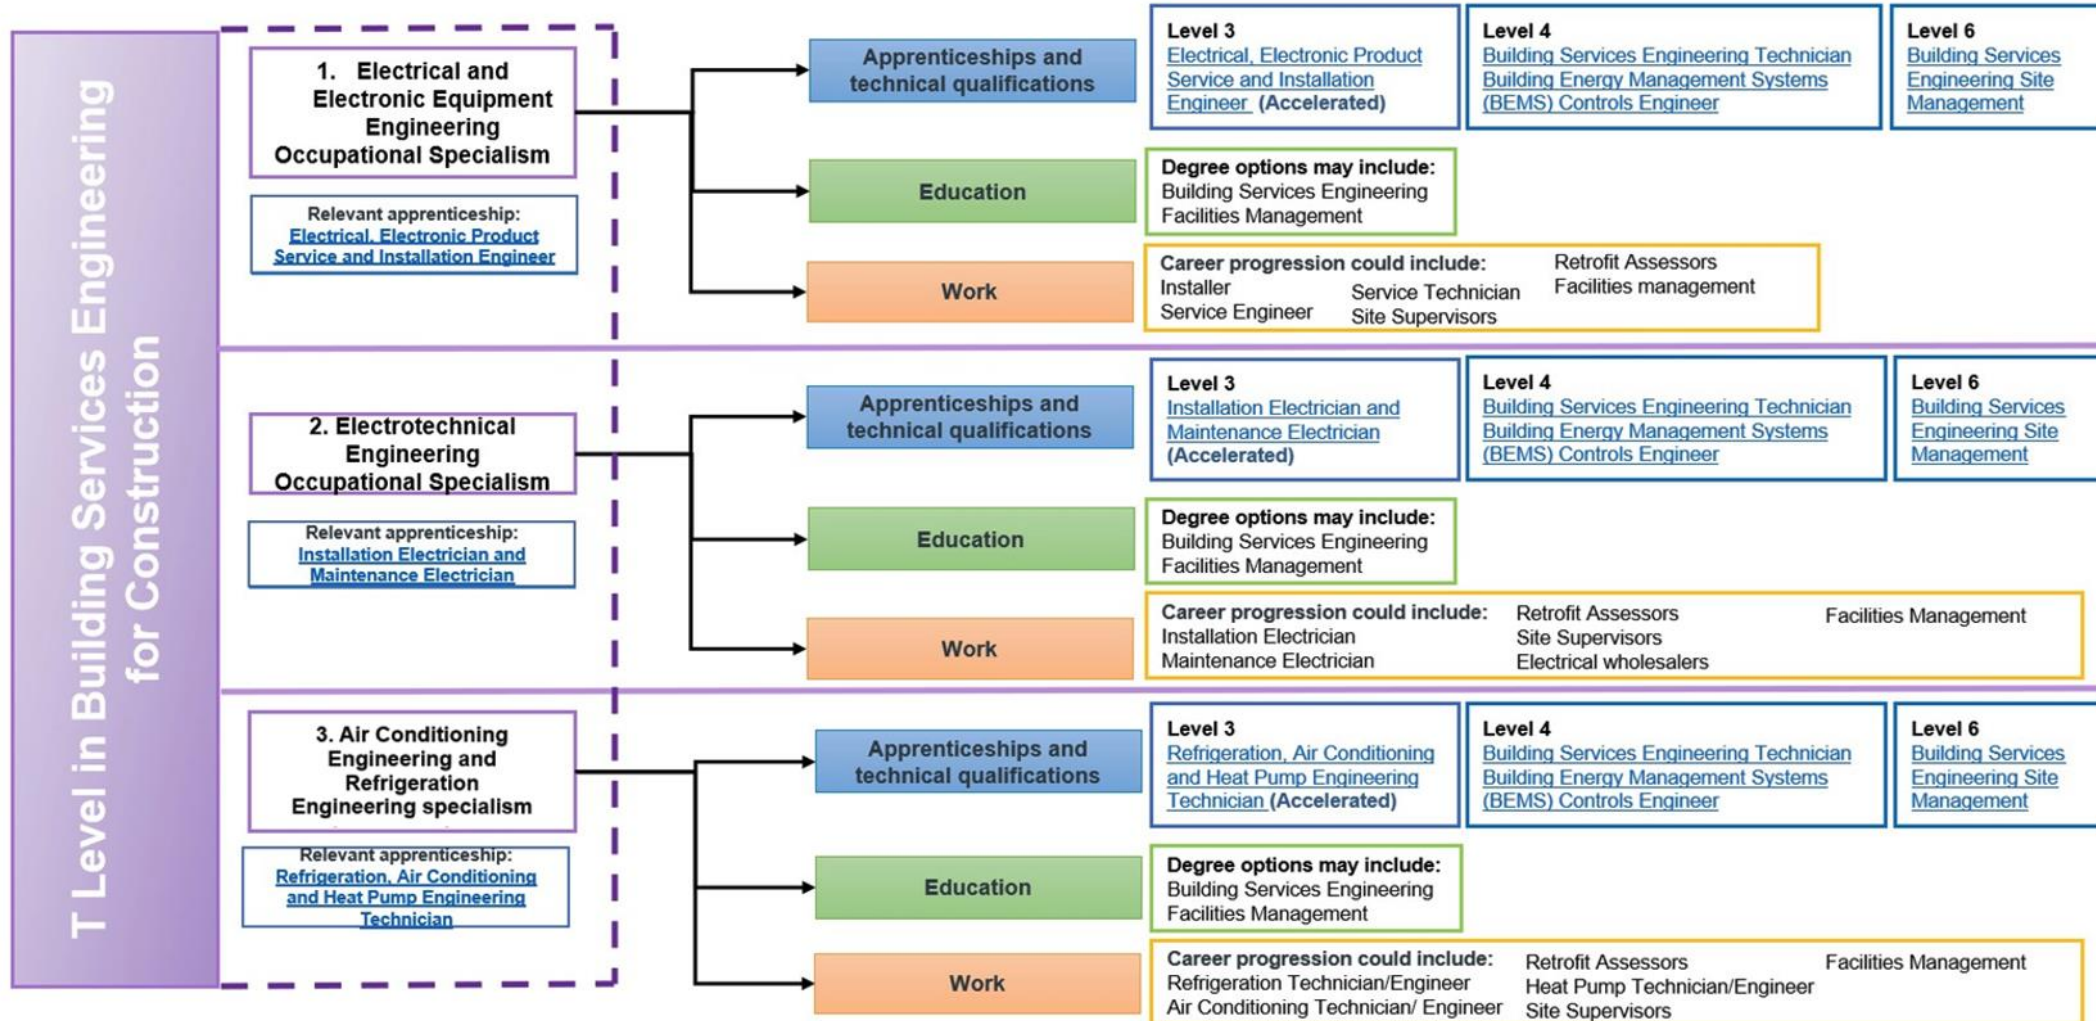 T Level in Building Services Engineering
for Construction
1. Electrical and
Electronic Equipment
Engineering
Occupational Specialism
Relevant apprenticeship:
Electrical, Electronic Product
Service and Installation Engineer
Apprenticeships and
technical qualifications
Level 3
Electrical, Electronic Product
Service and Installation
Engineer (Accelerated)
Level 4
Building Services Engineering Technician
Building Energy Management Systems
(BEMS) Controls Engineer
Level 6
Building Services
Engineering Site
Management
Education
Degree options may include:
Building Services Engineering
Facilities Management
Work
Career progression could include:
Installer
Service Engineer
Service Technician
Site Supervisors
Retrofit Assessors
Facilities management
2. Electrotechnical
Engineering
Occupational Specialism
Relevant apprenticeship:
Installation Electrician and
Maintenance Electrician
Apprenticeships and
technical qualifications
Level 3
Installation Electrician and
Maintenance Electrician
(Accelerated)
Level 4
Building Services Engineering Technician
Building Energy Management Systems
(BEMS) Controls Engineer
Level 6
Building Services
Engineering Site
Management
Education
Degree options may include:
Building Services Engineering
Facilities Management
Work
Career progression could include:
Installation Electrician
Maintenance Electrician
Retrofit Assessors
Site Supervisors
Electrical wholesalers
Facilities Management
3. Air Conditioning
Engineering and
Refrigeration
Engineering specialism
Relevant apprenticeship:
Refrigeration, Air Conditioning
and Heat Pump Engineering
Technician
Apprenticeships and
technical qualifications
Level 3
Refrigeration, Air Conditioning
and Heat Pump Engineering
Technician (Accelerated)
Level 4
Building Services Engineering Technician
Building Energy Management Systems
(BEMS) Controls Engineer
Level 6
Building Services
Engineering Site
Management
Education
Degree options may include:
Building Services Engineering
Facilities Management
Work
Career progression could include:
Refrigeration Technician/Engineer
Air Conditioning Technician/ Engineer
Retrofit Assessors
Heat Pump Technician/Engineer
Site Supervisors
Facilities Management